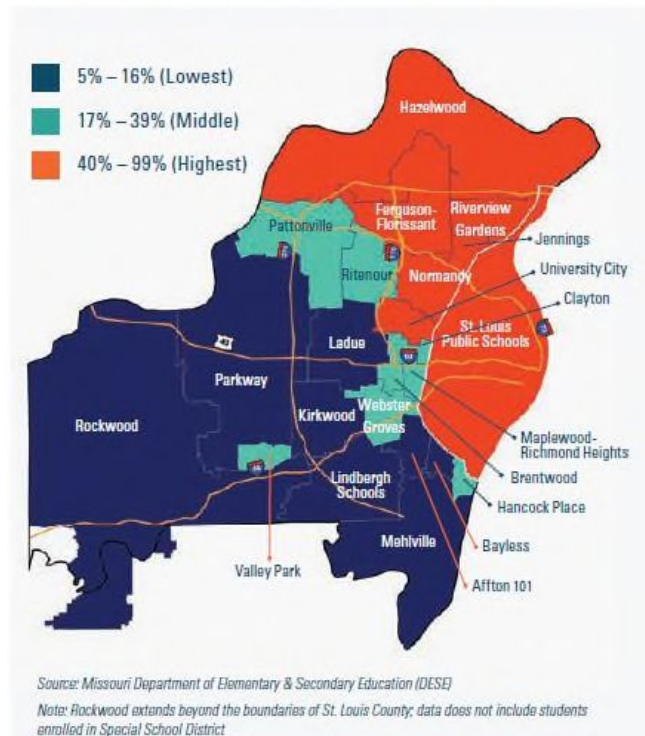 5% – 16% (Lowest)
17% – 39% (Middle)
40% – 99% (Highest)
Hazelwood
Ferguson-
Florissant
Riverview
Gardens
Pattonville
Jennings
Ritenour
Normandy
University City
Clayton
St. Louis
Public Schools
Ladue
Parkway
Rockwood
Kirkwood
Webster
Groves
Maplewood-
Richmond Heights
Brentwood
Lindbergh
Schools
Hancock Place
Mehlville
Bayless
Valley Park
Affton 101
Source: Missouri Department of Elementary & Secondary Education (DESE)
Note: Rockwood extends beyond the boundaries of St. Louis County; data does not include students
enrolled in Special School District